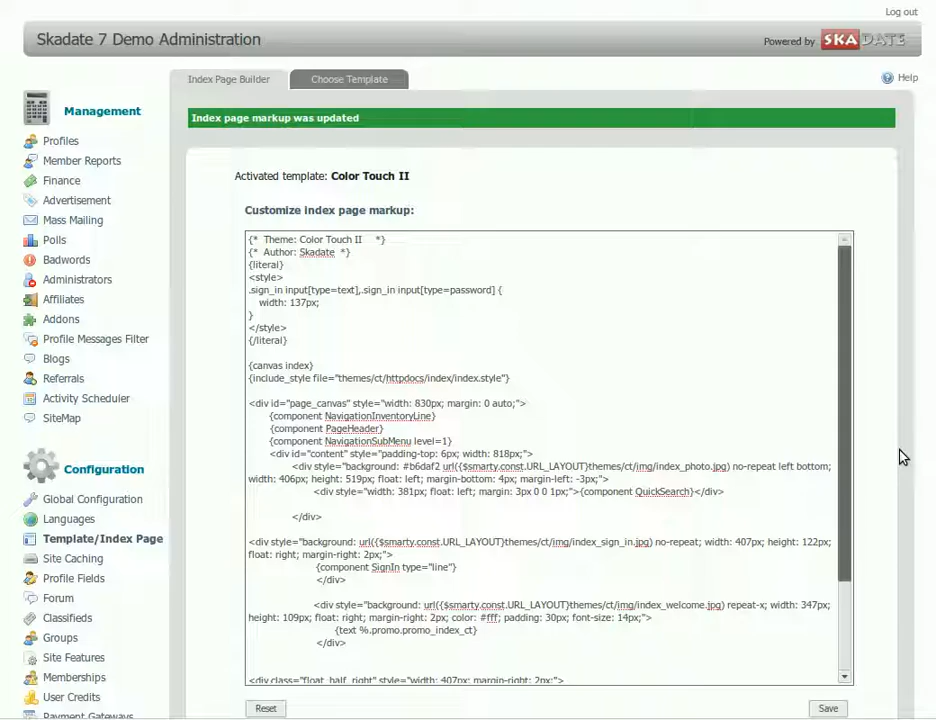 Log out
Skadate 7 Demo Administration
Powered by SKADATE
Index Page Builder
Choose Template
Help
Management
Index page markup was updated
Profiles
Member Reports
Finance
Advertisement
Mass Mailing
Polls
Badwords
Administrators
Affiliates
Addons
Profile Messages Filter
Blogs
Referrals
Activity Scheduler
SiteMap
Configuration
Global Configuration
Languages
Template/Index Page
Site Caching
Profile Fields
Forum
Classifieds
Groups
Site Features
Memberships
User Credits
Payment Gateways
Activated template: Color Touch II
Customize index page markup:
{* Theme: Color Touch II    *}
{* Author: Skadate  *}
{literal}
<style>
.sign_in input[type=text],.sign_in input[type=password] {
width: 137px;
}
</style>
{/literal}
{canvas index}
{include_style file="themes/ct/httpdocs/index/index.style"}
<div id="page_canvas" style="width: 830px; margin: 0 auto;">
{component NavigationInventoryLine}
{component PageHeader}
{component NavigationSubMenu level=1}
<div id="content" style="padding-top: 6px; width: 818px;">
<div style="background: #b6daf2 url({$smarty.const.URL_LAYOUT}themes/ct/img/index_photo.jpg) no-repeat left bottom;
width: 406px; height: 519px; float: left; margin-bottom: 4px; margin-left: -3px;">
<div style="width: 381px; float: left; margin: 3px 0 0 1px;">{component QuickSearch}</div>
</div>
<div style="background: url({$smarty.const.URL_LAYOUT}themes/ct/img/index_sign_in.jpg) no-repeat; width: 407px; height: 122px;
float: right; margin-right: 2px;">
{component SignIn type="line"}
</div>
<div style="background: url({$smarty.const.URL_LAYOUT}themes/ct/img/index_welcome.jpg) repeat-x; width: 347px;
height: 109px; float: right; margin-right: 2px; color: #fff; padding: 30px; font-size: 14px;">
{text %.promo.promo_index_ct}
</div>
<div class="float_half_right" style="width: 407px; margin-right: 2px;">
Reset
Save